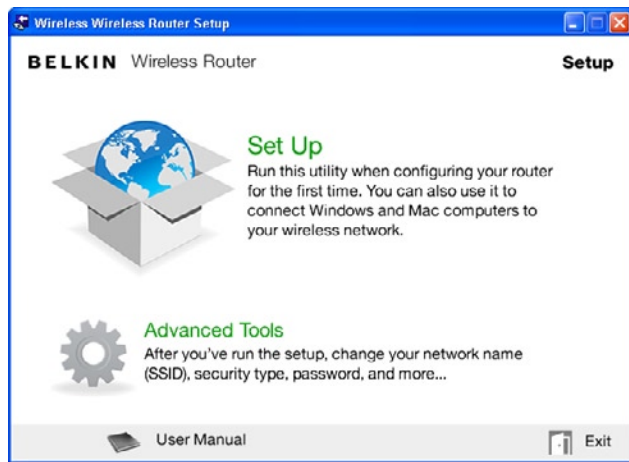 Wireless Wireless Router Setup
BELKIN Wireless Router
Setup
Set Up
Run this utility when configuring your router
for the first time. You can also use it to
connect Windows and Mac computers to
your wireless network.
Advanced Tools
After you've run the setup, change your network name
(SSID), security type, password, and more...
User Manual
Exit